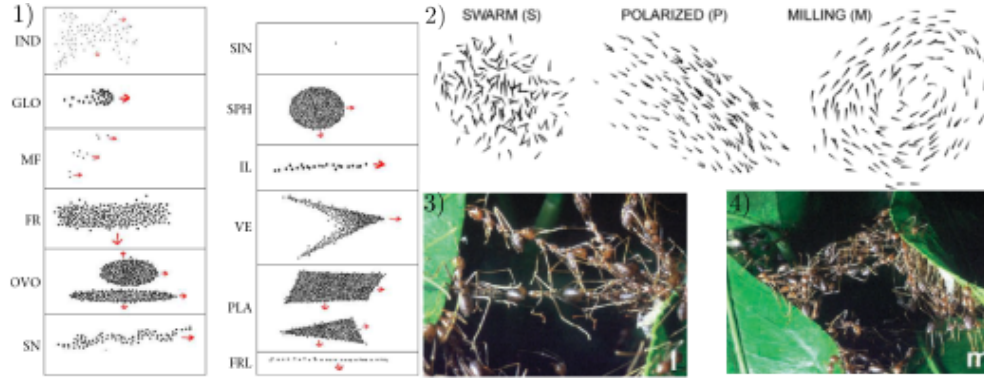 1)
IND
GLO
MF
FR
OVO
SN
SIN
SPH
IL
VE
PLA
FRL
2)
SWARM (S)
POLARIZED (P)
MILLING (M)
3)
l
4)
m